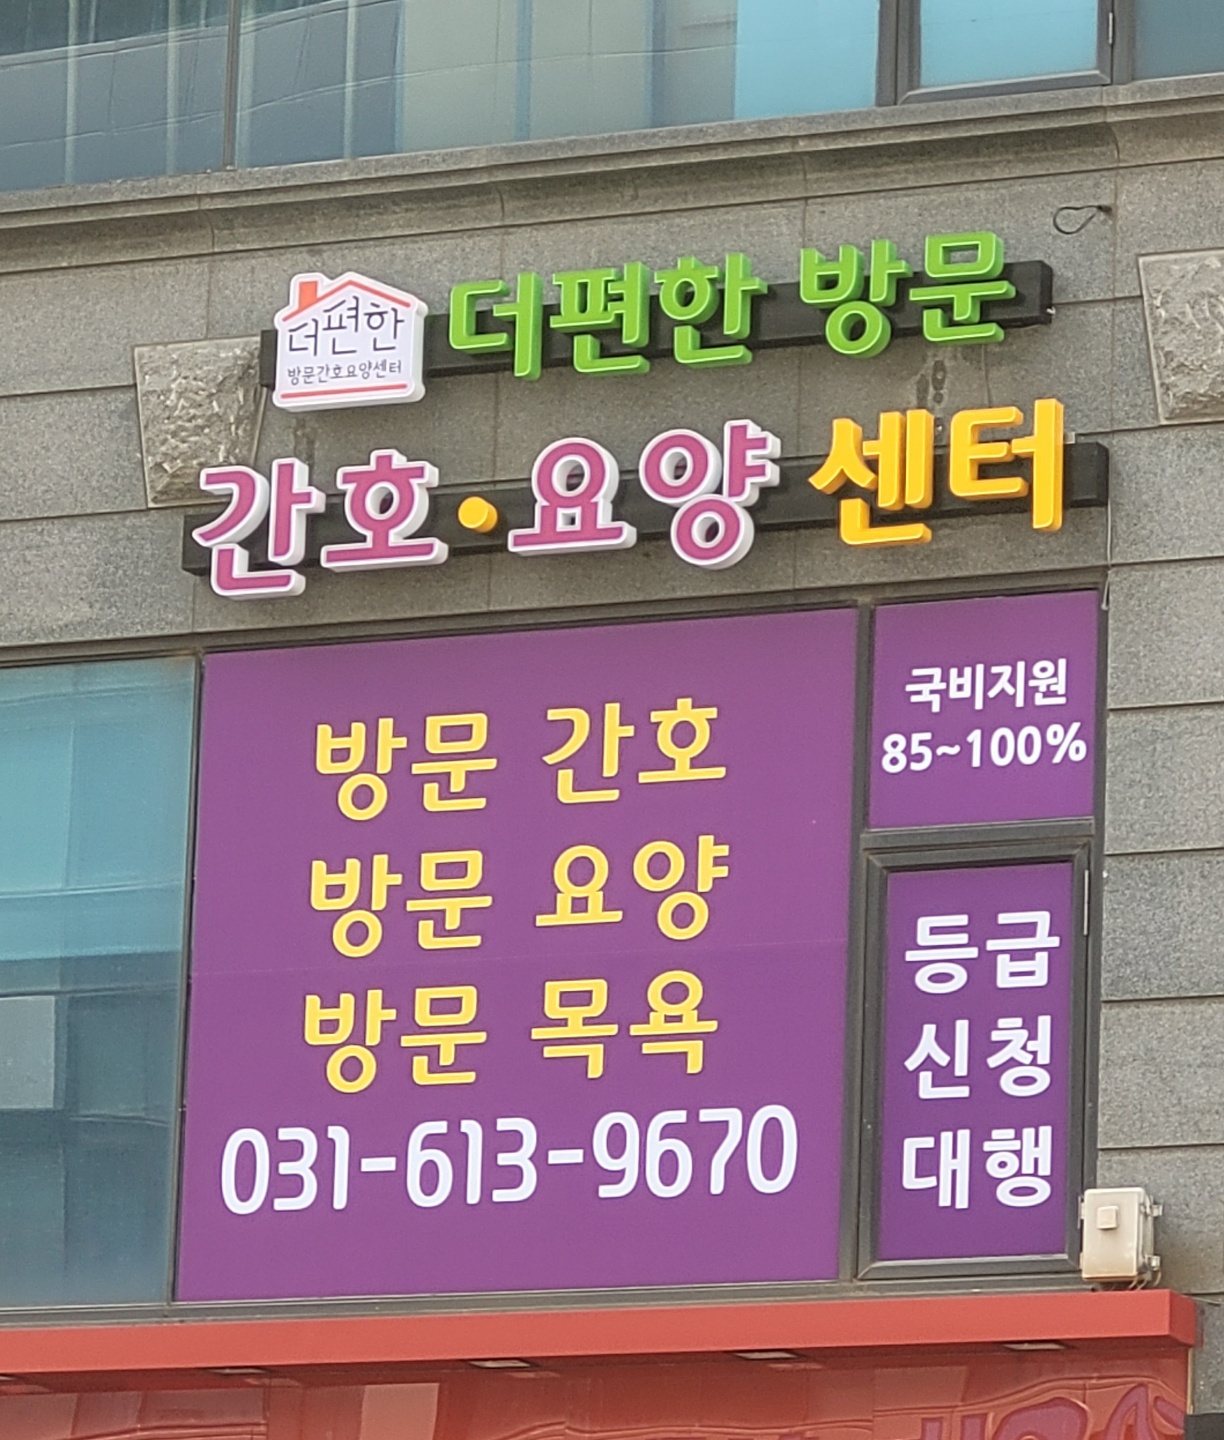 더편한
방문간호요양센터
더편한 방문
간호·요양 센터
방문 간호
방문 요양
방문 목욕
031-613-9670
국비지원
85~100%
등급
신청
대행